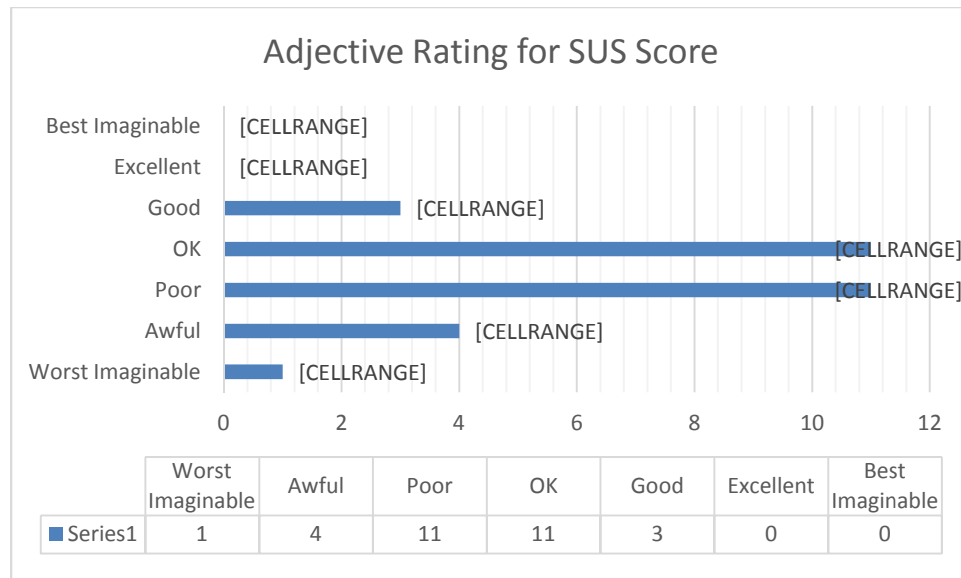 Adjective Rating for SUS Score
Best Imaginable [CELLRANGE]
Excellent [CELLRANGE]
Good [CELLRANGE]
OK [CELLRANGE]
Poor [CELLRANGE]
Awful [CELLRANGE]
Worst Imaginable [CELLRANGE]
0 2 4 6 8 10 12
Worst Imaginable Awful Poor OK Good Excellent Best Imaginable
Series1 1 4 11 11 3 0 0